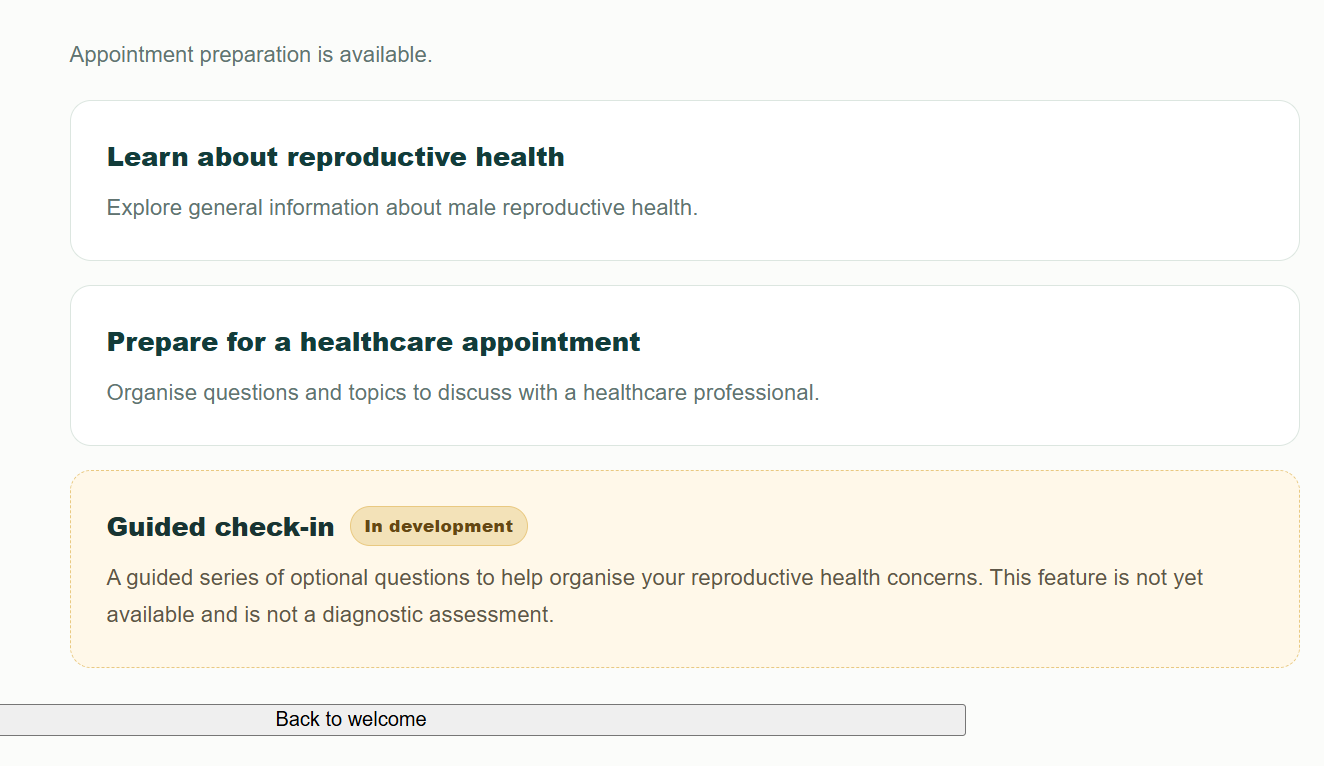 Appointment preparation is available.
Learn about reproductive health
Explore general information about male reproductive health.
Prepare for a healthcare appointment
Organise questions and topics to discuss with a healthcare professional.
Guided check-in In development
A guided series of optional questions to help organise your reproductive health concerns. This feature is not yet
available and is not a diagnostic assessment.
Back to welcome